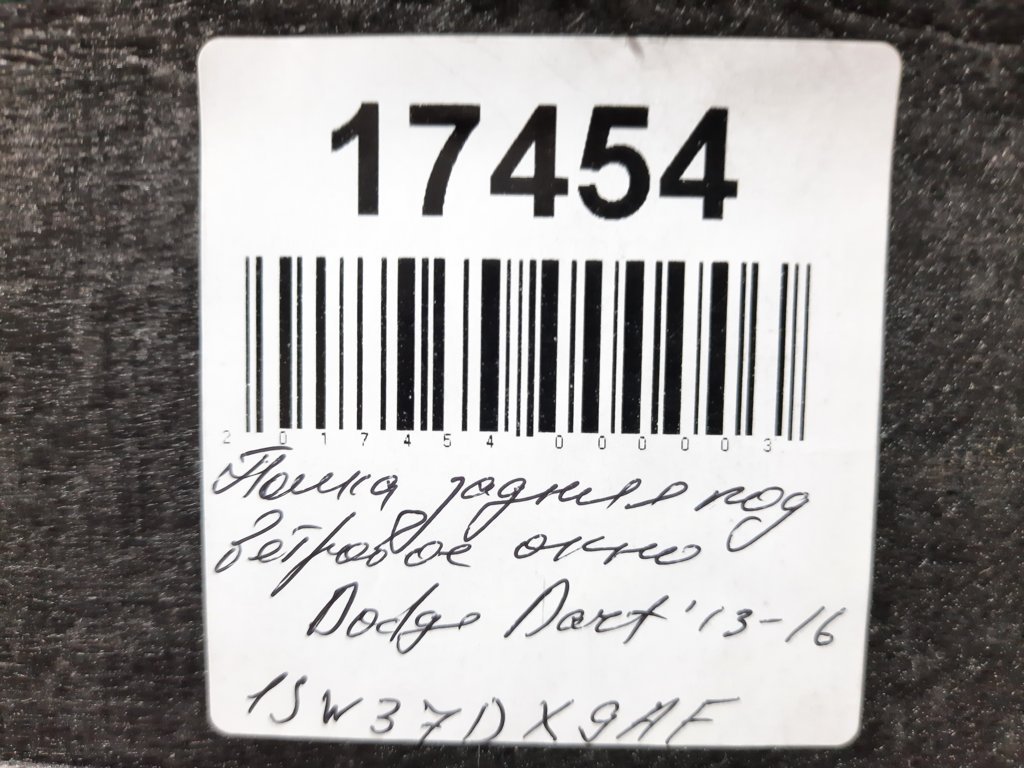 17454
2 017454 000003
Полка задняя под
ветровое окно
Dodge Dart '13-16
1SW37DX9AF